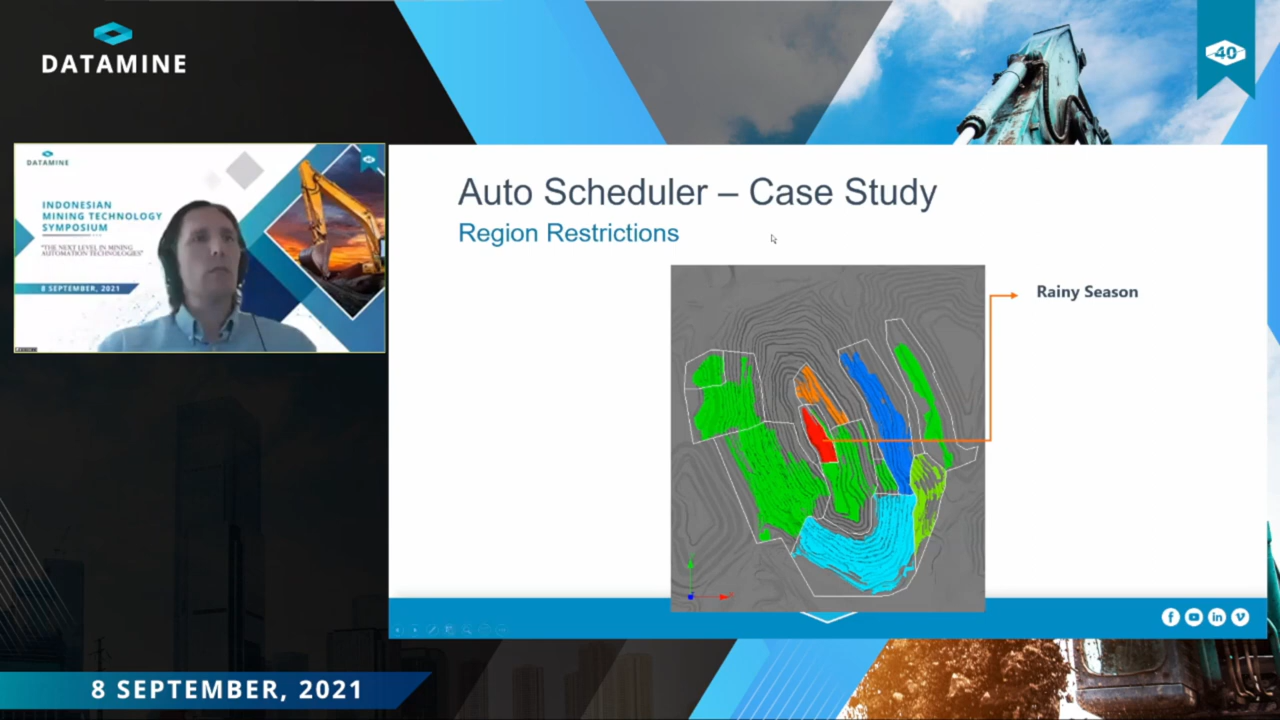 DATAMINE
40
DATAMINE
INDONESIAN
MINING TECHNOLOGY
SYMPOSIUM
"THE NEXT LEVEL IN MINING
AUTOMATION TECHNOLOGIES"
8 SEPTEMBER, 2021
Auto Scheduler – Case Study
Region Restrictions
Rainy Season
8 SEPTEMBER, 2021